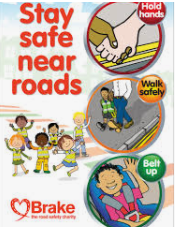 Stay
safe
near
roads
Hold
hands
Walk
safely
Belt
up
Brake
the road safety charity